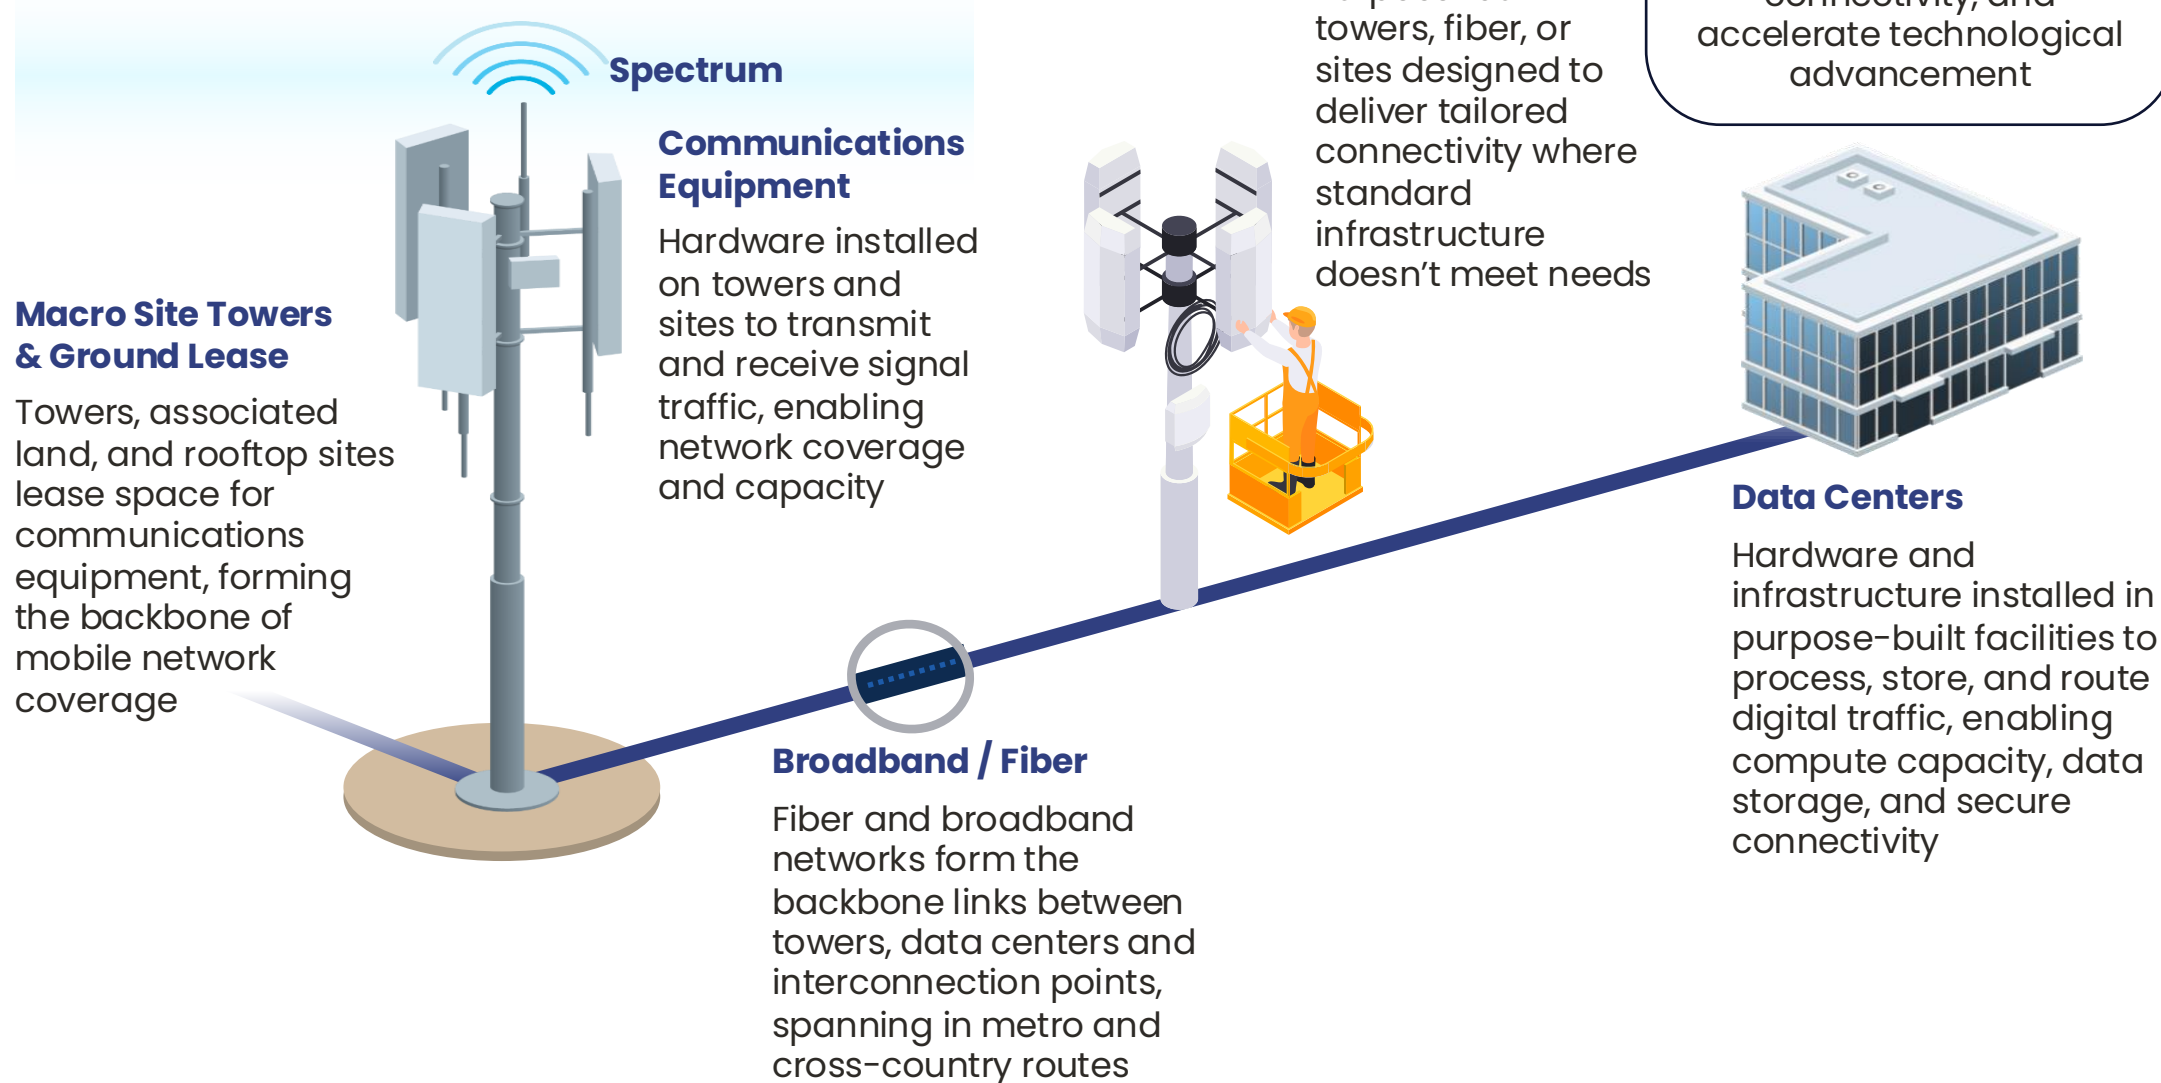 Spectrum
Communications
Equipment
Hardware installed
on towers and
sites to transmit
and receive signal
traffic, enabling
network coverage
and capacity
Macro Site Towers
& Ground Lease
Towers, associated
land, and rooftop sites
lease space for
communications
equipment, forming
the backbone of
mobile network
coverage
towers, fiber, or
sites designed to
deliver tailored
connectivity where
standard
infrastructure
doesn’t meet needs
connectivity, and
accelerate technological
advancement
Data Centers
Hardware and
infrastructure installed in
purpose-built facilities to
process, store, and route
digital traffic, enabling
compute capacity, data
storage, and secure
connectivity
Broadband / Fiber
Fiber and broadband
networks form the
backbone links between
towers, data centers and
interconnection points,
spanning in metro and
cross-country routes